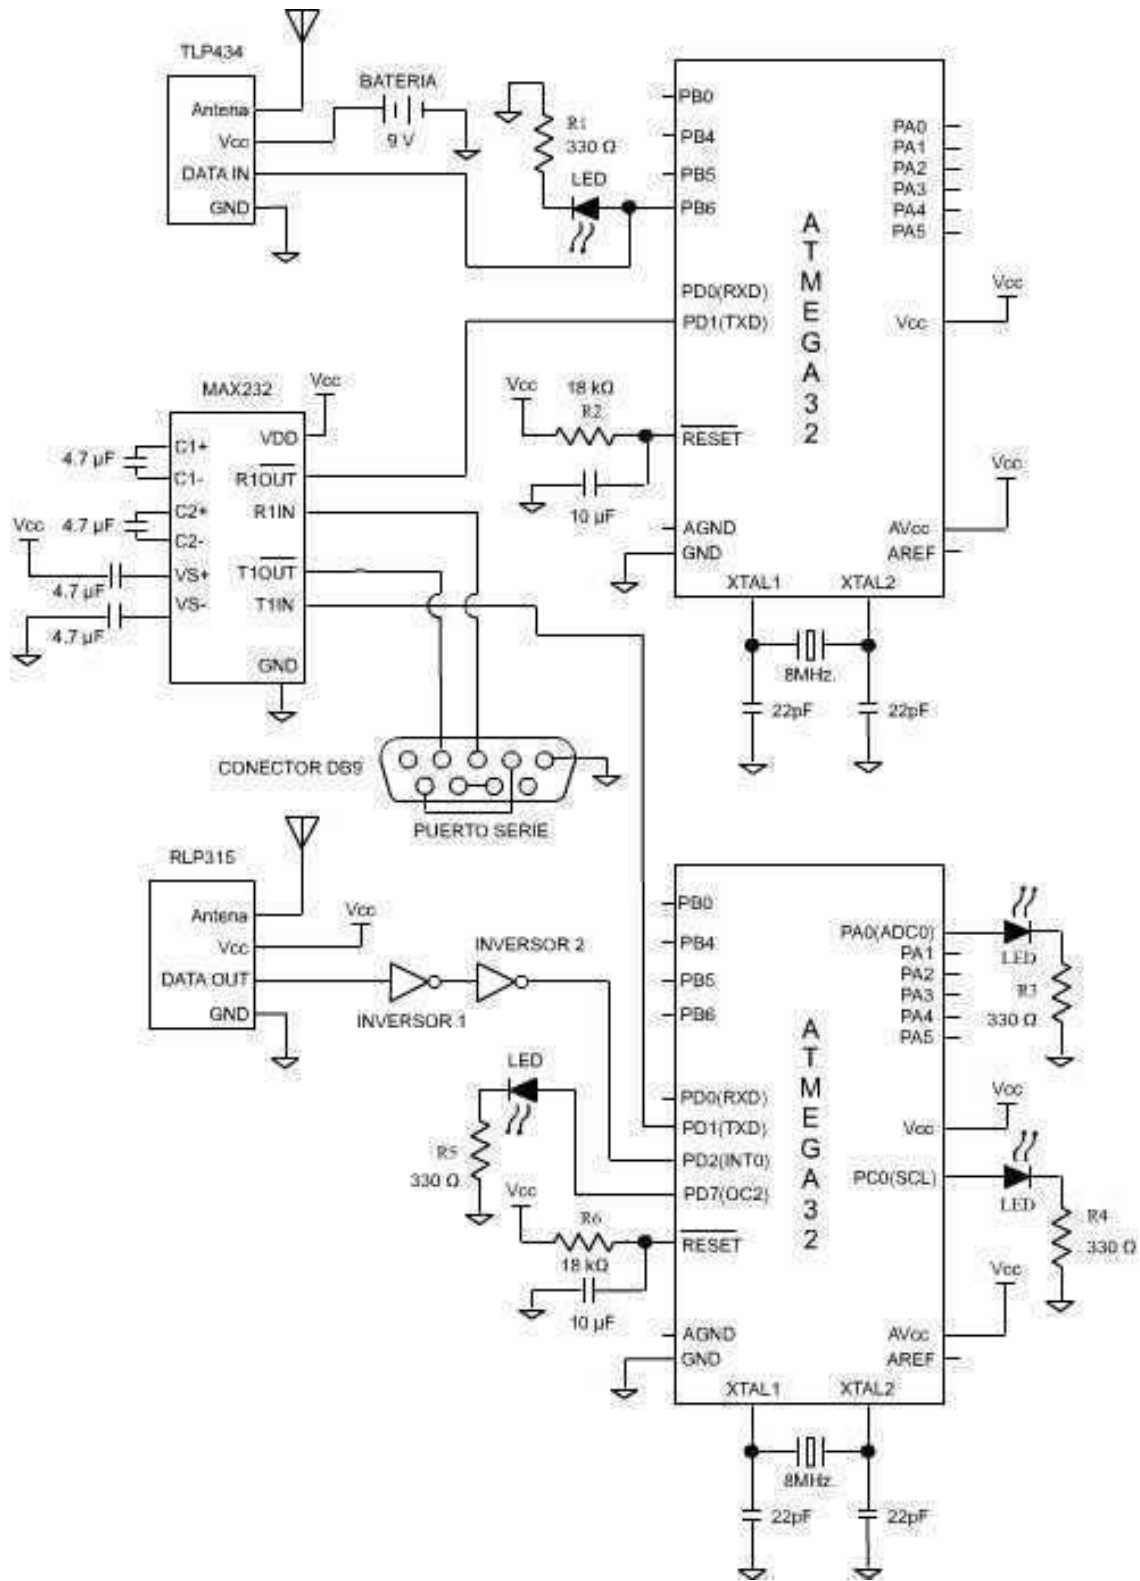 TLP434
Antena
Vcc
DATA IN
GND
BATERIA
9 V
R1
330 Ω
LED
PB0
PB4
PB5
PB6
PD0(RXD)
PD1(TXD)
RESET
AGND
GND
XTAL1
XTAL2
ATMEGA32
PA0
PA1
PA2
PA3
PA4
PA5
Vcc
Vcc
Vcc
AVcc
AREF
Vcc
18 kΩ
R2
10 µF
8MHz.
22pF
22pF
MAX232
Vcc
C1+
C1-
C2+
C2-
VS+
VS-
VDD
R1OUT
R1IN
T1OUT
T1IN
GND
4.7 µF
4.7 µF
Vcc
4.7 µF
4.7 µF
CONECTOR DB9
PUERTO SERIE
RLP315
Antena
Vcc
DATA OUT
GND
Vcc
INVERSOR 1
INVERSOR 2
LED
R5
330 Ω
Vcc
R6
18 kΩ
10 µF
PB0
PB4
PB5
PB6
PD0(RXD)
PD1(TXD)
PD2(INT0)
PD7(OC2)
RESET
AGND
GND
XTAL1
XTAL2
ATMEGA32
PA0(ADC0)
PA1
PA2
PA3
PA4
PA5
Vcc
PC0(SCL)
AVcc
AREF
LED
R3
330 Ω
Vcc
LED
R4
330 Ω
Vcc
8MHz.
22pF
22pF